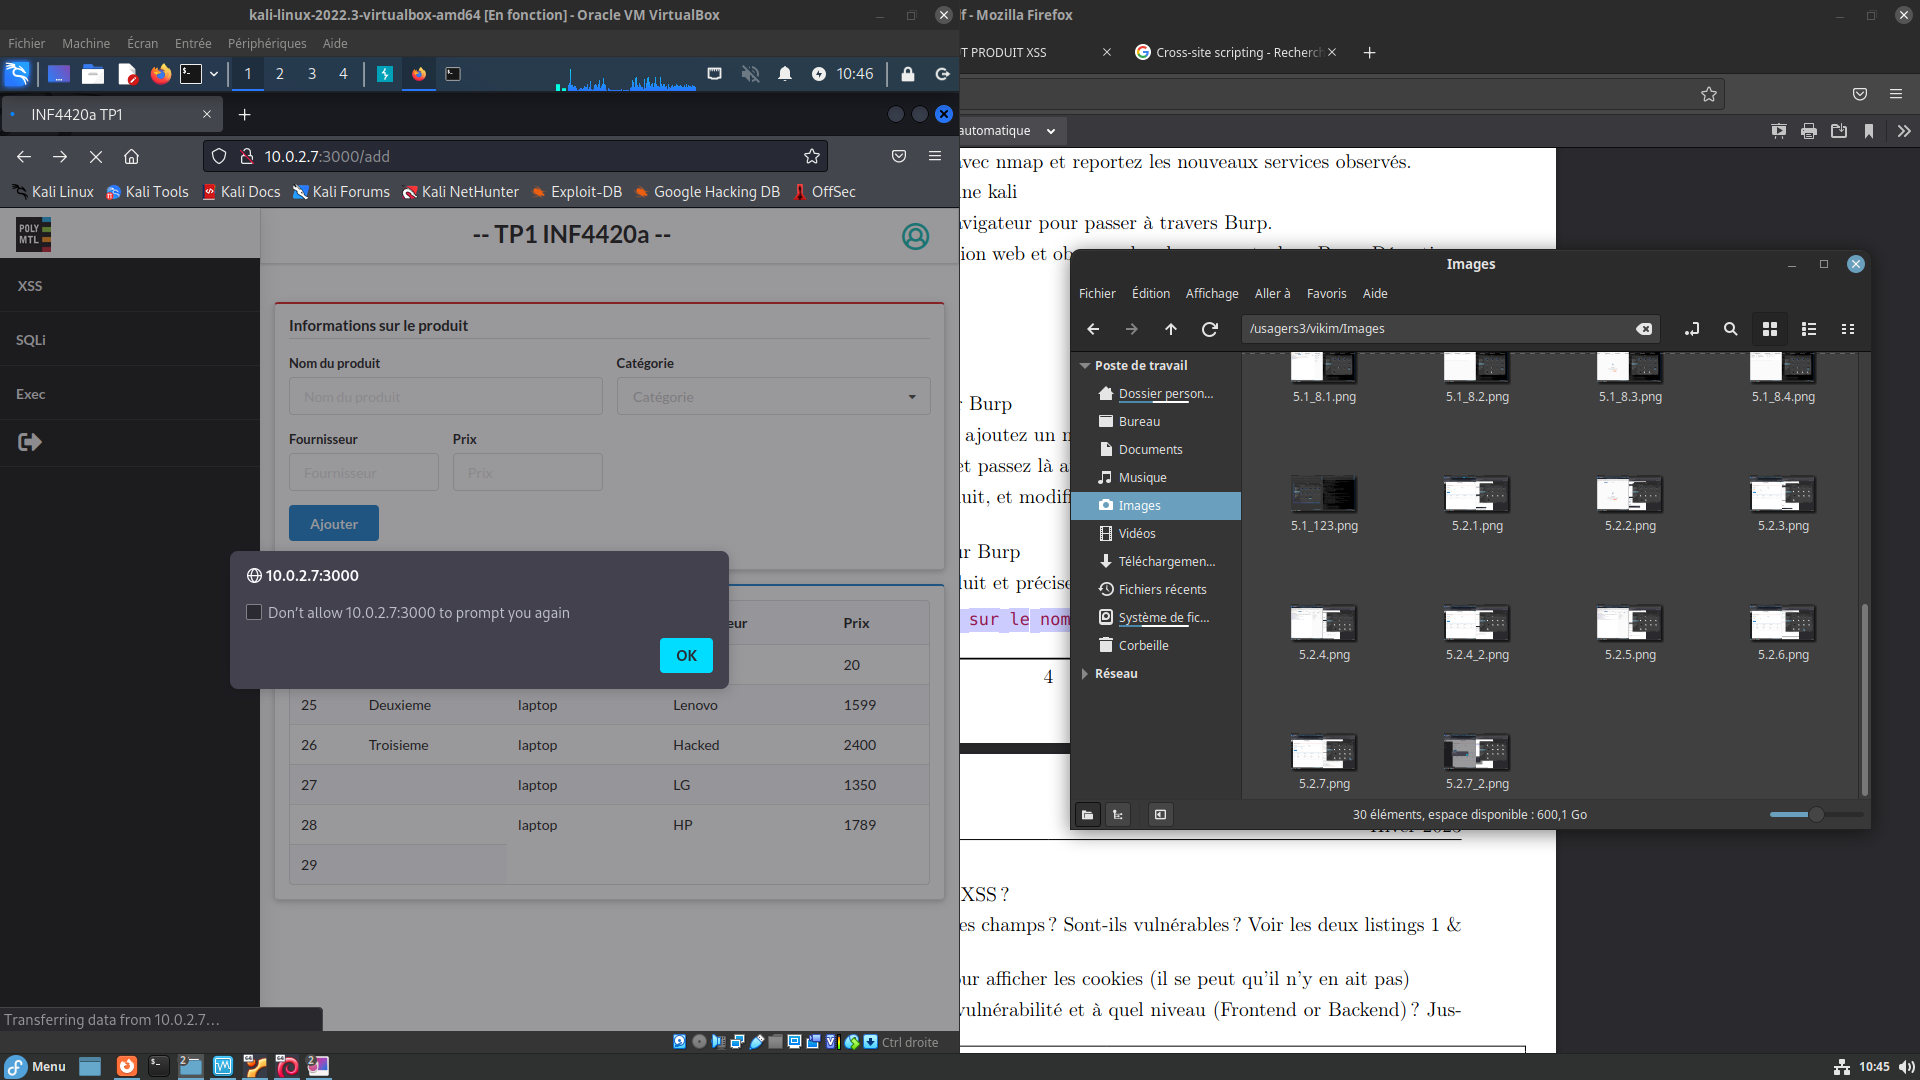 kali-linux-2022.3-virtualbox-amd64 [En fonction] - Oracle VM VirtualBox
Fichier Machine Écran Entrée Périphériques Aide
1 2 3 4 10:46
INF4420a TP1
10.0.2.7:3000/add
Kali Linux Kali Tools Kali Docs Kali Forums Kali NetHunter Exploit-DB Google Hacking DB OffSec
POLY
MTL
-- TP1 INF4420a --
XSS
SQLi
Exec
Informations sur le produit
Nom du produit Catégorie
Nom du produit Catégorie
Fournisseur Prix
Fournisseur Prix
Ajouter
10.0.2.7:3000
Don't allow 10.0.2.7:3000 to prompt you again
OK
eur Prix
20
25 Deuxieme laptop Lenovo 1599
26 Troisieme laptop Hacked 2400
27 laptop LG 1350
28 laptop HP 1789
29
Transferring data from 10.0.2.7…
Ctrl droite
lf - Mozilla Firefox
T PRODUIT XSS
Cross-site scripting - Recherch
automatique
avec nmap et reportez les nouveaux services observés.
ne kali
avigateur pour passer à travers Burp.
ion web et ob
r Burp
ajoutez un
et passez là a
uit, et modifi
ur Burp
luit et précise
sur le nom
4
XSS ?
es champs ? Sont-ils vulnérables ? Voir les deux listings 1 &
our afficher les cookies (il se peut qu'il n'y en ait pas)
vulnérabilité et à quel niveau (Frontend or Backend) ? Jus-
Images
Fichier Édition Affichage Aller à Favoris Aide
/usagers3/vikim/Images
Poste de travail
Dossier person...
Bureau
Documents
Musique
Images
Vidéos
Téléchargemen...
Fichiers récents
Système de fic...
Corbeille
Réseau
5.1_8.1.png 5.1_8.2.png 5.1_8.3.png 5.1_8.4.png
5.1_123.png 5.2.1.png 5.2.2.png 5.2.3.png
5.2.4.png 5.2.4_2.png 5.2.5.png 5.2.6.png
5.2.7.png 5.2.7_2.png
30 éléments, espace disponible : 600,1 Go
Menu
10:45